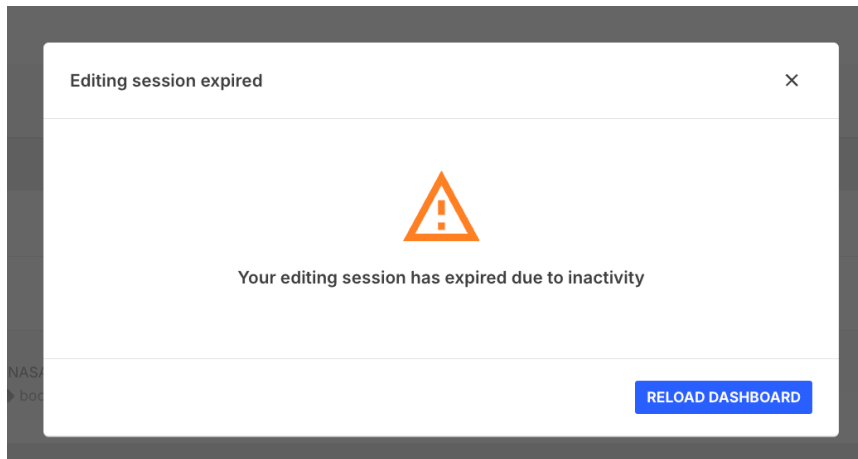 Editing session expired
Your editing session has expired due to inactivity
NASA
RELOAD DASHBOARD